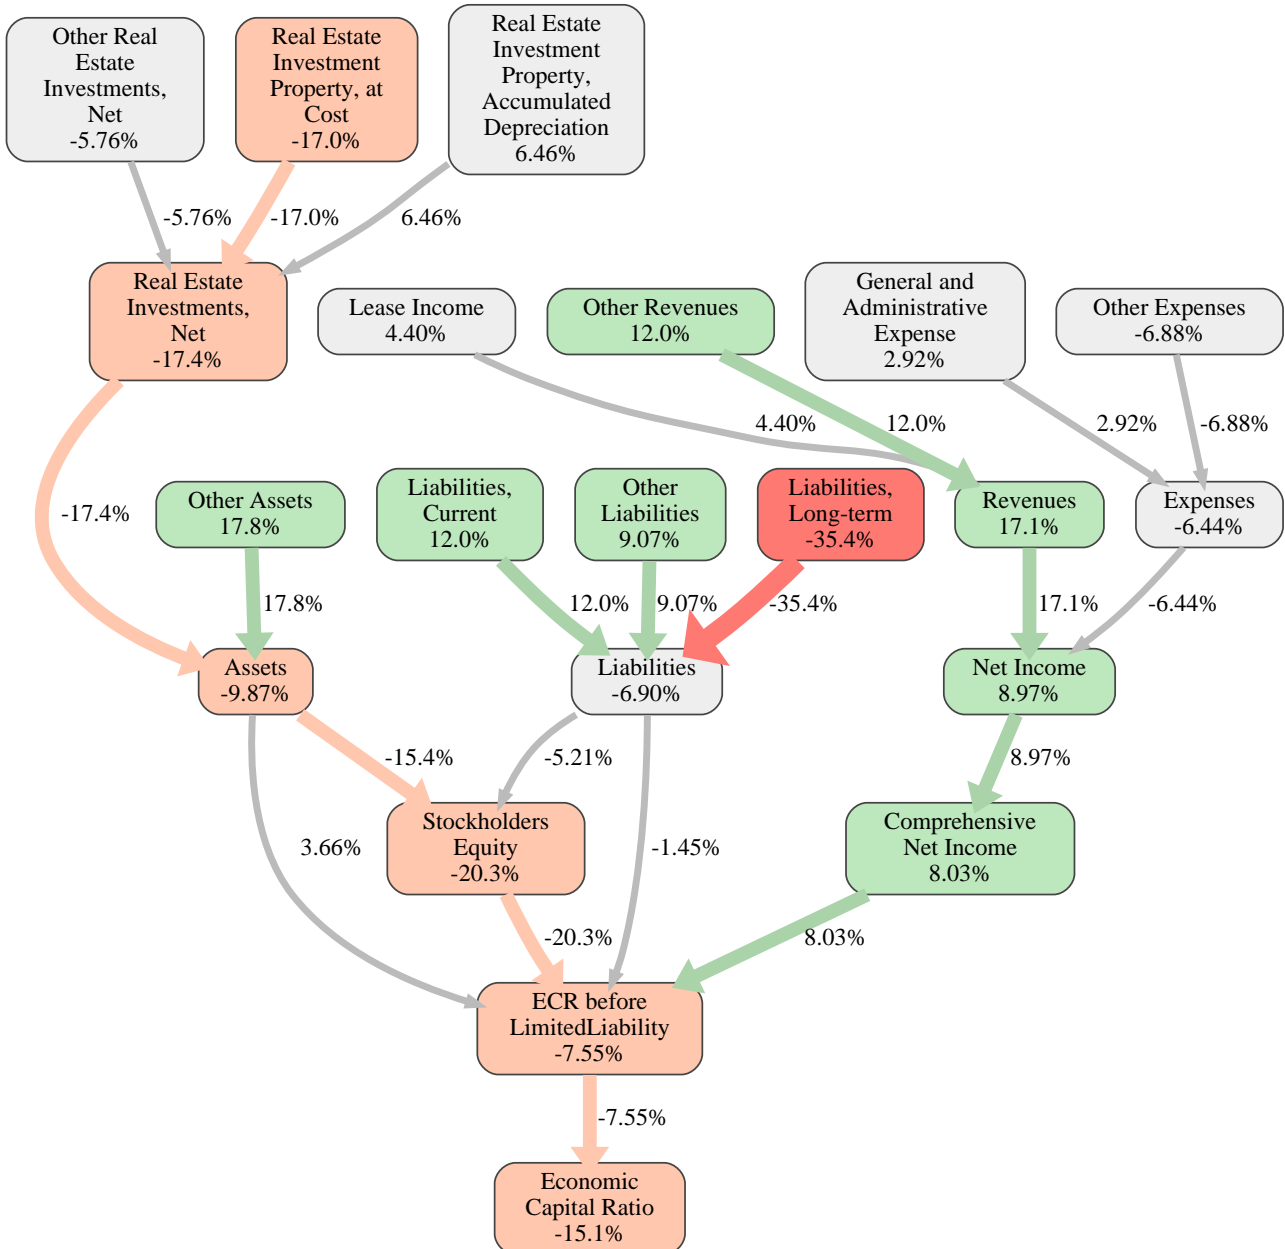 Other Real
Estate
Investments,
Net
-5.76%
Real Estate
Investment
Property, at
Cost
-17.0%
Real Estate
Investment
Property,
Accumulated
Depreciation
6.46%
-5.76%
-17.0%
6.46%
Real Estate
Investments,
Net
-17.4%
Lease Income
4.40%
Other Revenues
12.0%
General and
Administrative
Expense
2.92%
Other Expenses
-6.88%
4.40%
12.0%
2.92%
-6.88%
-17.4%
Other Assets
17.8%
Liabilities,
Current
12.0%
Other
Liabilities
9.07%
Liabilities,
Long-term
-35.4%
Revenues
17.1%
Expenses
-6.44%
17.8%
12.0%
9.07%
-35.4%
17.1%
-6.44%
Assets
-9.87%
Liabilities
-6.90%
Net Income
8.97%
-15.4%
-5.21%
8.97%
Stockholders
Equity
-20.3%
Comprehensive
Net Income
8.03%
3.66%
-1.45%
-20.3%
8.03%
ECR before
LimitedLiability
-7.55%
-7.55%
Economic
Capital Ratio
-15.1%